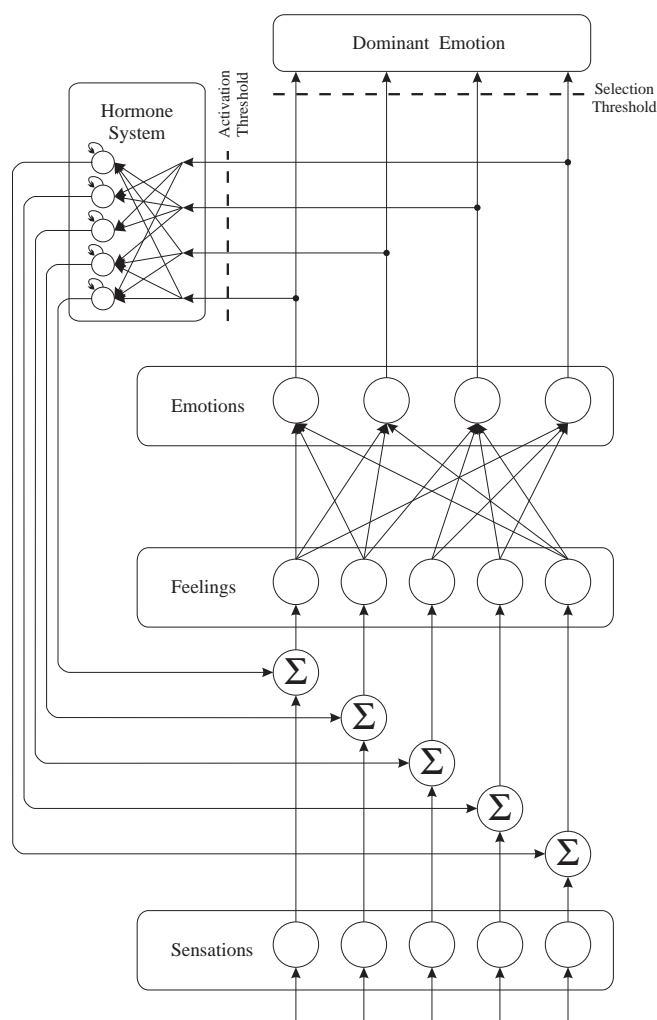 Dominant Emotion
Selection
Threshold
Activation
Threshold
Hormone
System
Emotions
Feelings
Σ
Σ
Σ
Σ
Σ
Sensations